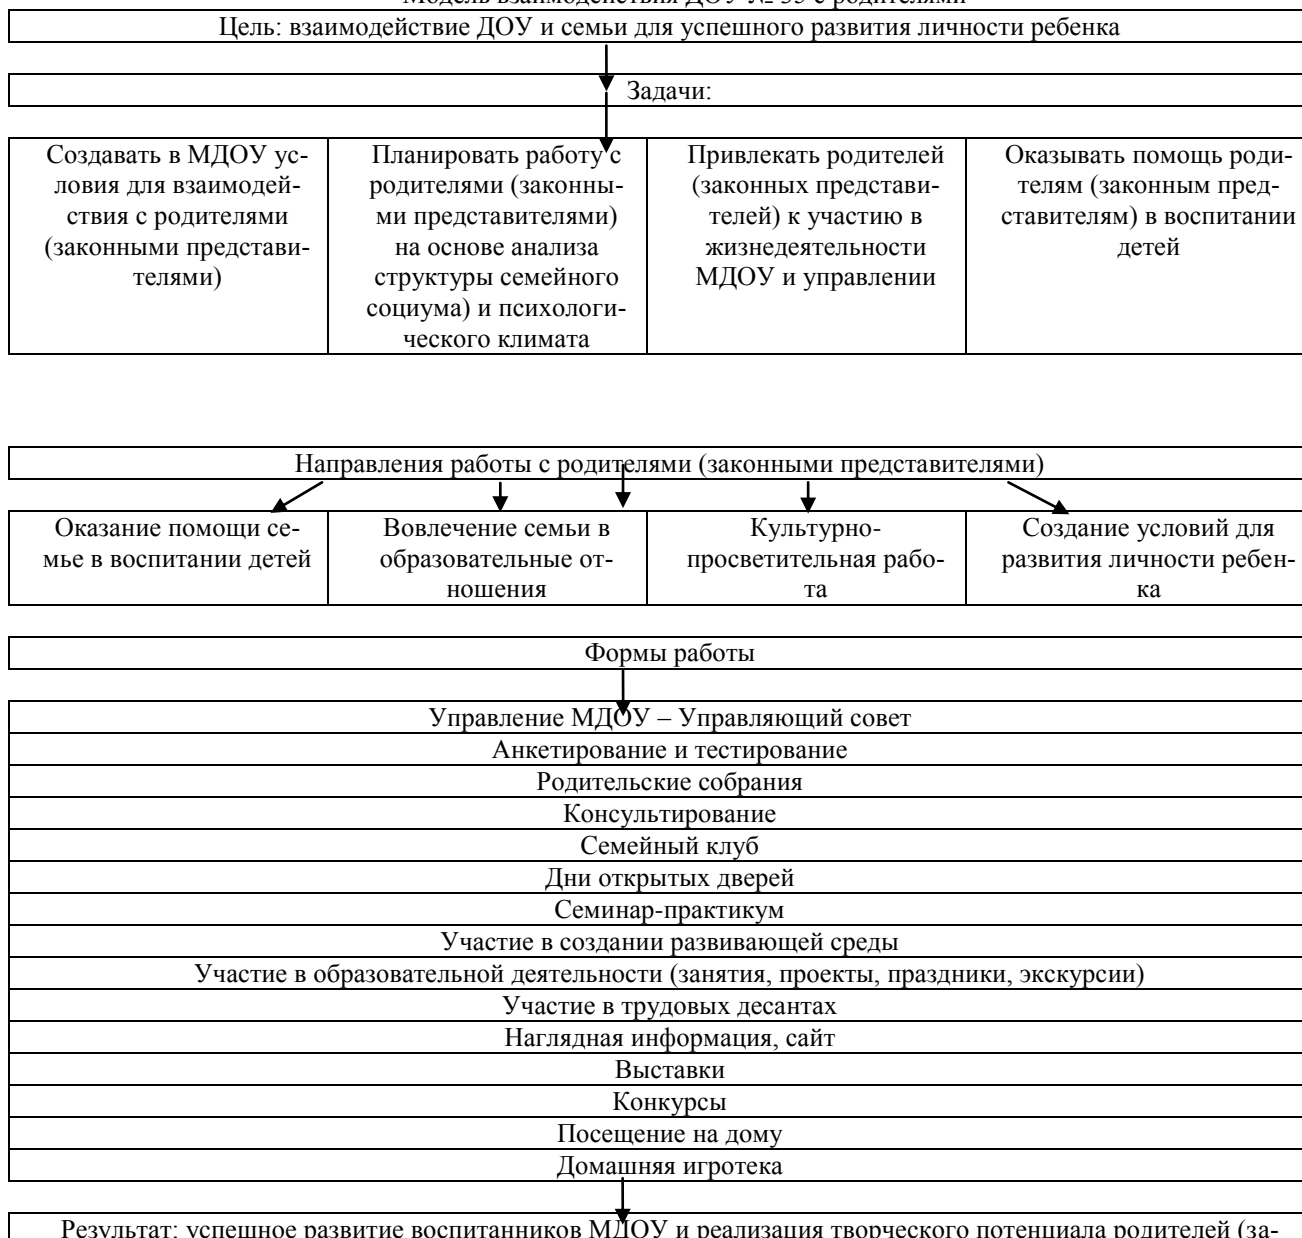 Модель взаимодействия ДОУ № 35 с родителями
Цель: взаимодействие ДОУ и семьи для успешного развития личности ребенка
Задачи:
Создавать в МДОУ ус-
ловия для взаимодей-
ствия с родителями
(законными представи-
телями)
Планировать работу с
родителями (законны-
ми представителями)
на основе анализа
структуры семейного
социума) и психологи-
ческого климата
Привлекать родителей
(законных представи-
телей) к участию в
жизнедеятельности
МДОУ и управлении
Оказывать помощь роди-
телям (законным пред-
ставителям) в воспитании
детей
Направления работы с родителями (законными представителями)
Оказание помощи се-
мье в воспитании детей
Вовлечение семьи в
образовательные от-
ношения
Культурно-
просветительная рабо-
та
Создание условий для
развития личности ребен-
ка
Формы работы
Управление МДОУ – Управляющий совет
Анкетирование и тестирование
Родительские собрания
Консультирование
Семейный клуб
Дни открытых дверей
Семинар-практикум
Участие в создании развивающей среды
Участие в образовательной деятельности (занятия, проекты, праздники, экскурсии)
Участие в трудовых десантах
Наглядная информация, сайт
Выставки
Конкурсы
Посещение на дому
Домашняя игротека
Результат: успешное развитие воспитанников МДОУ и реализация творческого потенциала родителей (за-